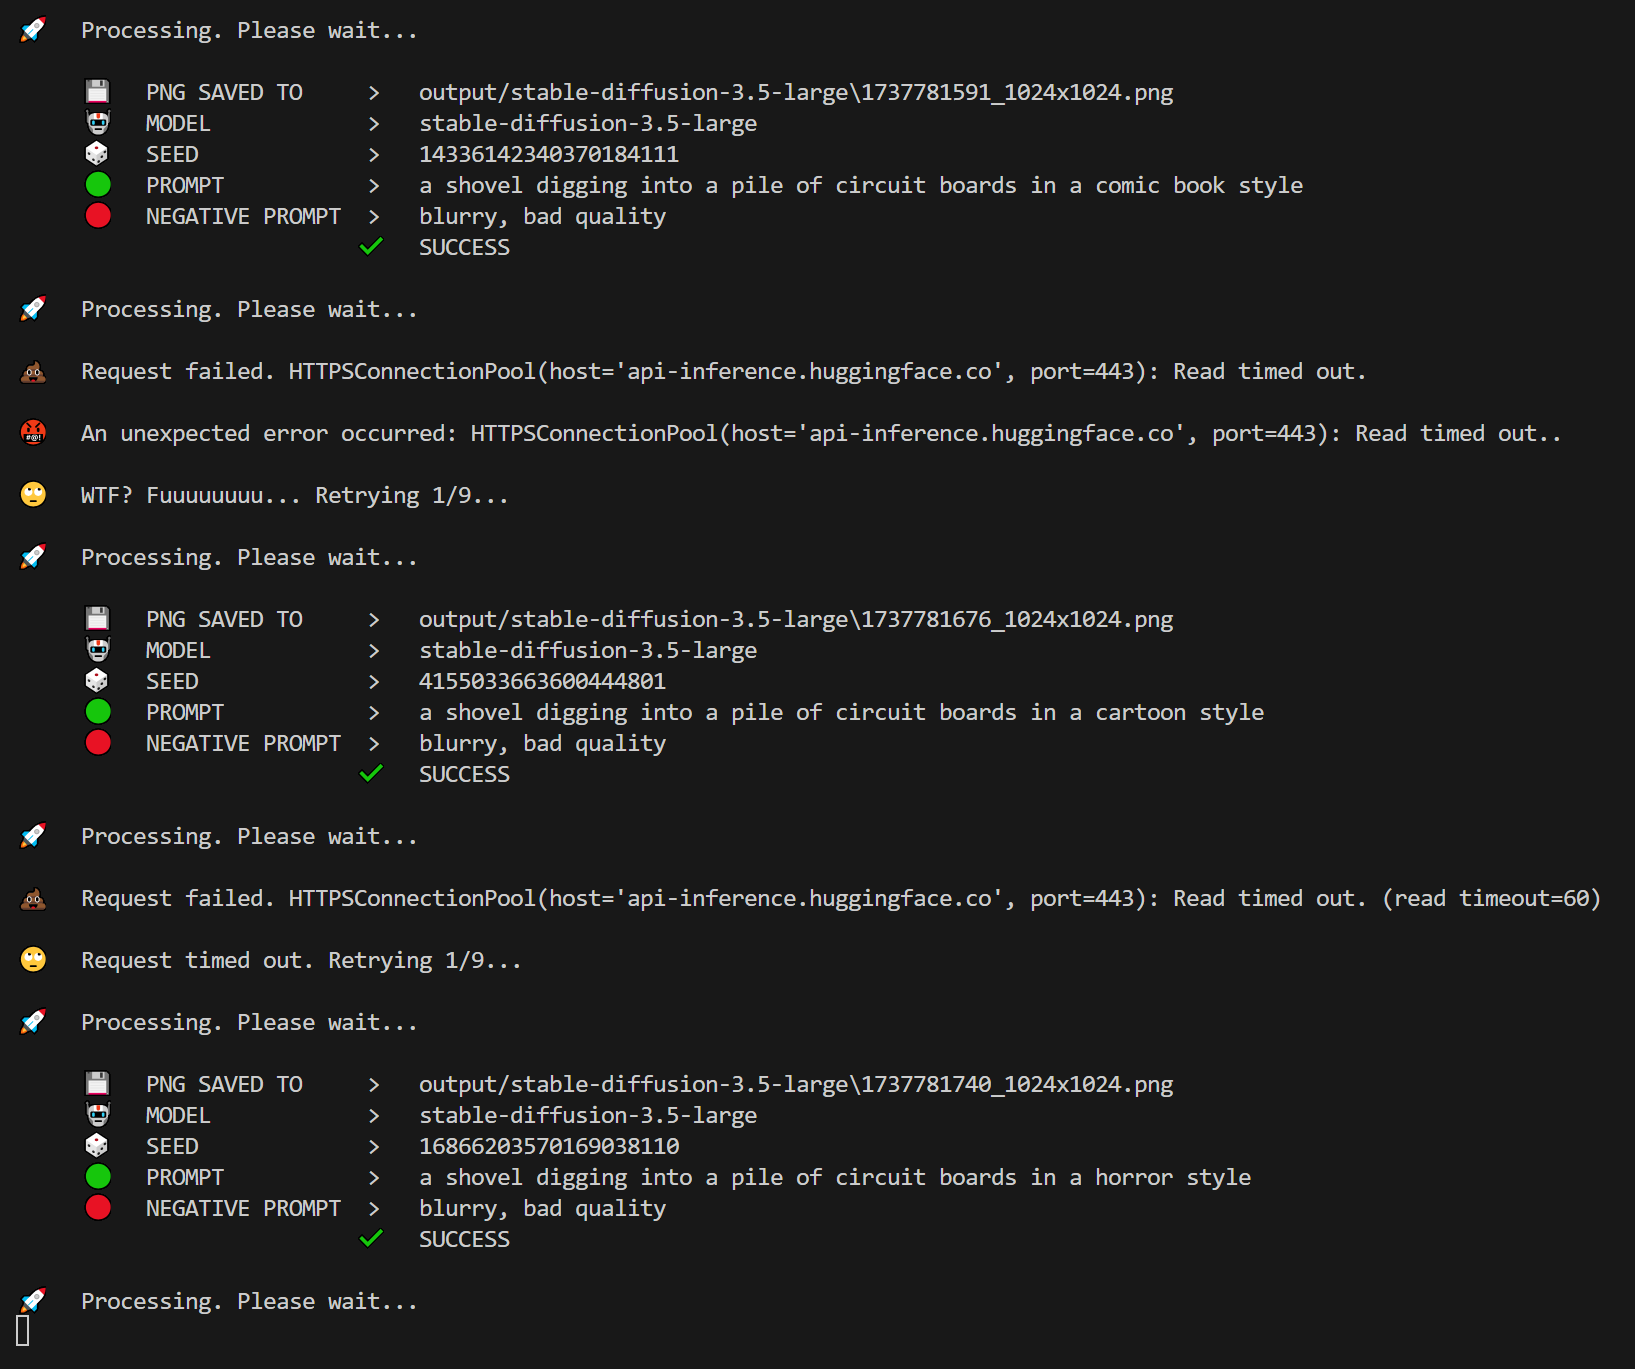 🚀 Processing. Please wait...
💾 PNG SAVED TO > output/stable-diffusion-3.5-large\1737781591_1024x1024.png
🤖 MODEL > stable-diffusion-3.5-large
🎲 SEED > 14336142340370184111
🟢 PROMPT > a shovel digging into a pile of circuit boards in a comic book style
🔴 NEGATIVE PROMPT > blurry, bad quality
✔ SUCCESS
🚀 Processing. Please wait...
💩 Request failed. HTTPSConnectionPool(host='api-inference.huggingface.co', port=443): Read timed out.
🤬 An unexpected error occurred: HTTPSConnectionPool(host='api-inference.huggingface.co', port=443): Read timed out..
🙄 WTF? Fuuuuuuuu... Retrying 1/9...
🚀 Processing. Please wait...
💾 PNG SAVED TO > output/stable-diffusion-3.5-large\1737781676_1024x1024.png
🤖 MODEL > stable-diffusion-3.5-large
🎲 SEED > 4155033663600444801
🟢 PROMPT > a shovel digging into a pile of circuit boards in a cartoon style
🔴 NEGATIVE PROMPT > blurry, bad quality
✔ SUCCESS
🚀 Processing. Please wait...
💩 Request failed. HTTPSConnectionPool(host='api-inference.huggingface.co', port=443): Read timed out. (read timeout=60)
🙄 Request timed out. Retrying 1/9...
🚀 Processing. Please wait...
💾 PNG SAVED TO > output/stable-diffusion-3.5-large\1737781740_1024x1024.png
🤖 MODEL > stable-diffusion-3.5-large
🎲 SEED > 16866203570169038110
🟢 PROMPT > a shovel digging into a pile of circuit boards in a horror style
🔴 NEGATIVE PROMPT > blurry, bad quality
✔ SUCCESS
🚀 Processing. Please wait...